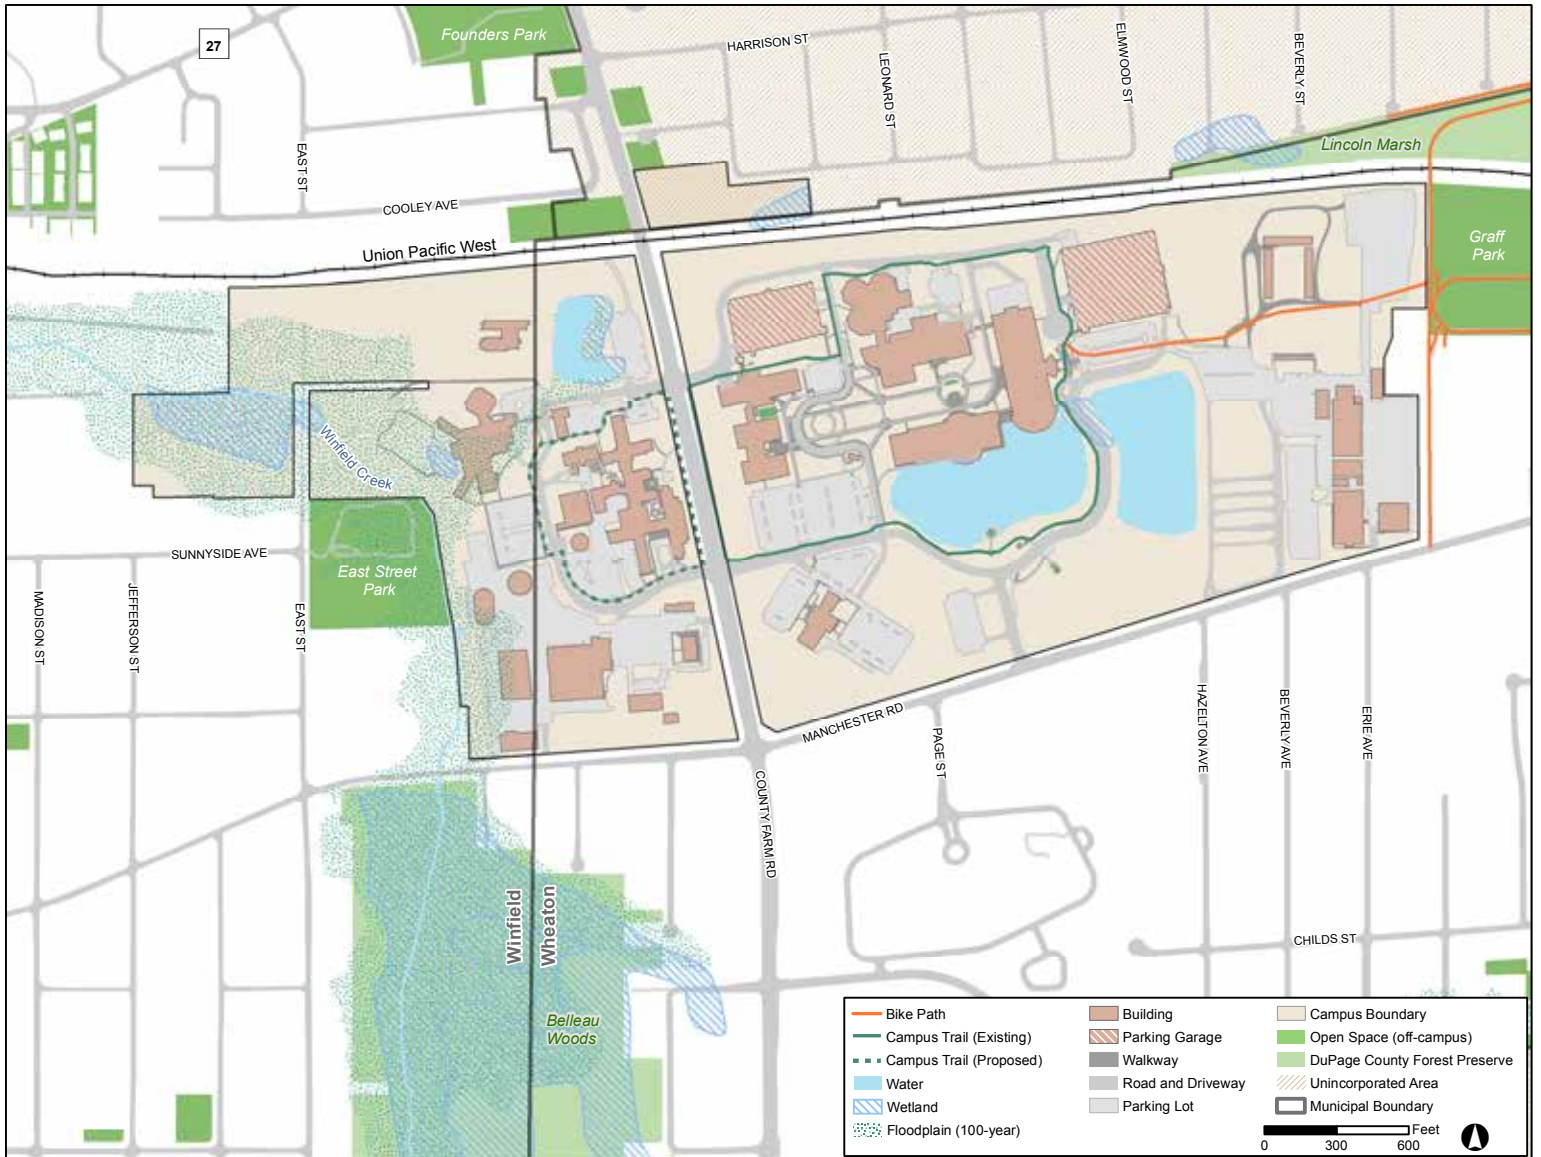 Founders Park
27
HARRISON ST
LEONARD ST
ELMWOOD ST
BEVERLY ST
Lincoln Marsh
EAST ST
COOLEY AVE
Union Pacific West
Graff
Park
Winfield Creek
SUNNYSIDE AVE
East Street
Park
MADISON ST
JEFFERSON ST
EAST ST
MANCHESTER RD
PAGE ST
HAZELTON AVE
BEVERLY AVE
ERIE AVE
COUNTY FARM RD
Winfield
Wheaton
CHILDS ST
Belleau
Woods
Bike Path
Campus Trail (Existing)
Campus Trail (Proposed)
Water
Wetland
Floodplain (100-year)
Building
Parking Garage
Walkway
Road and Driveway
Parking Lot
Campus Boundary
Open Space (off-campus)
DuPage County Forest Preserve
Unincorporated Area
Municipal Boundary
Feet
0 300 600